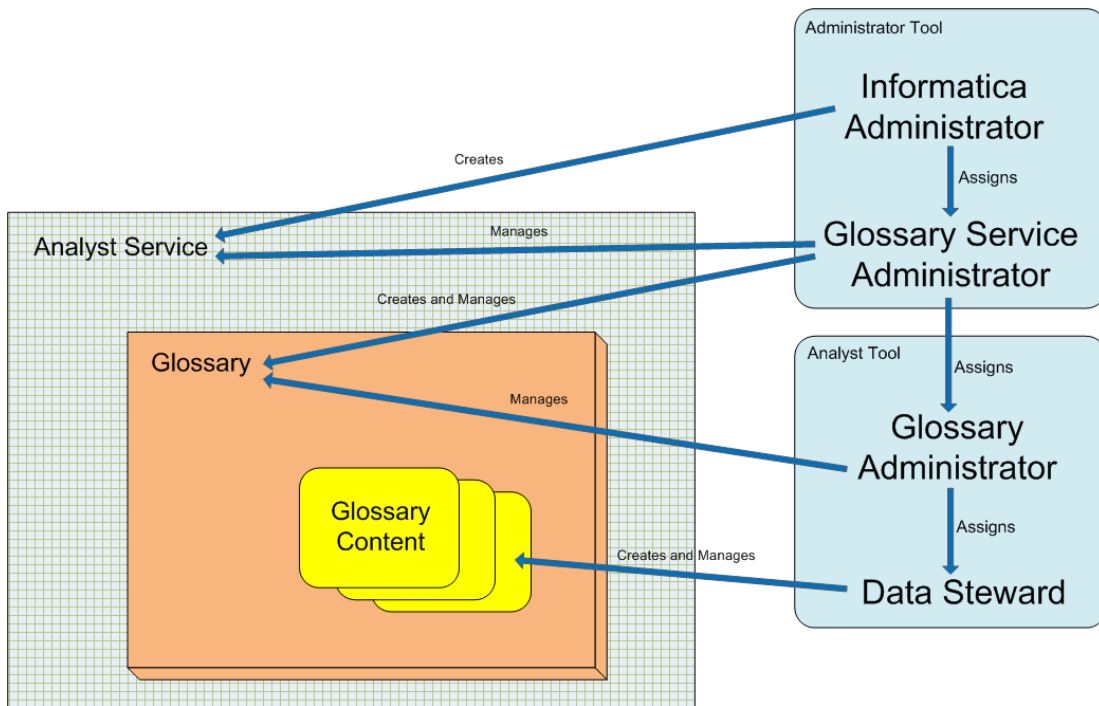 Administrator Tool
Informatica
Administrator
Creates
Assigns
Analyst Service
Manages
Glossary Service
Administrator
Creates and Manages
Glossary
Analyst Tool
Assigns
Manages
Glossary
Administrator
Glossary
Content
Assigns
Creates and Manages
Data Steward